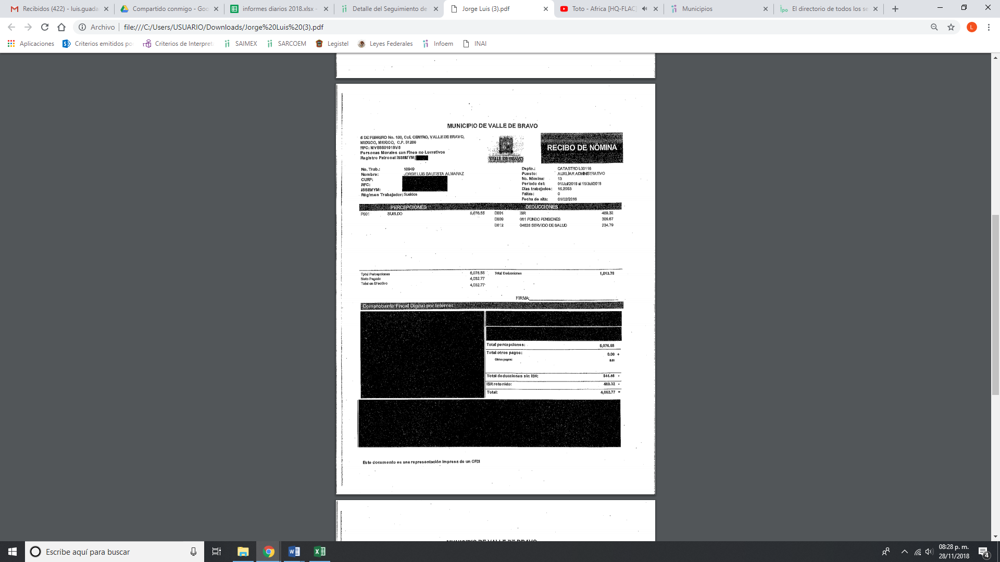 Recibidos (422) - luis.guada
Compartido conmigo - Goo
informes diarios 2018.xlsx -
Detalle del Seguimiento de
Jorge Luis (3).pdf
Toto - Africa [HQ-FLAC]
Municipios
El directorio de todos los se
Archivo
file:///C:/Users/USUARIO/Downloads/Jorge%20Luis%20(3).pdf
L
Aplicaciones
Criterios emitidos po
Criterios de Interpret
SAIMEX
SARCOEM
Legistel
Leyes Federales
Infoem
INAI
MUNICIPIO DE VALLE DE BRAVO
5 DE FEBRERO No. 100, Col. CENTRO, VALLE DE BRAVO,
MEXICO, MEXICO, C.P. 51200
RFC: MVB850101SV5
Personas Morales con Fines no Lucrativos
Registro Patronal ISSEMYM:
VALLE DE BRAVO
RECIBO DE NÓMINA
No. Trab.: 18949
Nombre: JORGE LUIS BAUTISTA ALMARAZ
CURP:
RFC:
ISSEMYM:
Régimen Trabajador: Sueldos
Depto.: CATASTRO L00118
Puesto: AUXILIAR ADMINISTRATIVO
No. Nómina: 13
Periodo del: 01/Jul/2018 al 15/Jul/2018
Dias trabajados: 15.2083
Faltas: 0
Fecha de alta: 01/02/2016
PERCEPCIONES DEDUCCIONES
P001 SUELDO 5,076.55 D001 ISR 469.32
D009 061 FONDO PENSIONES 309.67
D012 04626 SERVICIO DE SALUD 234.79
Total Percepciones 5,076.55 Total Deducciones 1,013.78
Neto Pagado 4,062.77
Total en Efectivo 4,062.77
FIRMA:
Comprobante Fiscal Digital por Internet
Total percepciones: 5,076.55
Total otros pagos: 0.00 +
Otros pagos: 0.00
Total deducciones sin ISR: 544.46 -
ISR retenido: 469.32 -
Total: 4,062.77 =
Este documento es una representación impresa de un CFDI
MUNICIPIO DE VALLE DE BRAVO
Escribe aquí para buscar
08:28 p. m.
28/11/2018
4